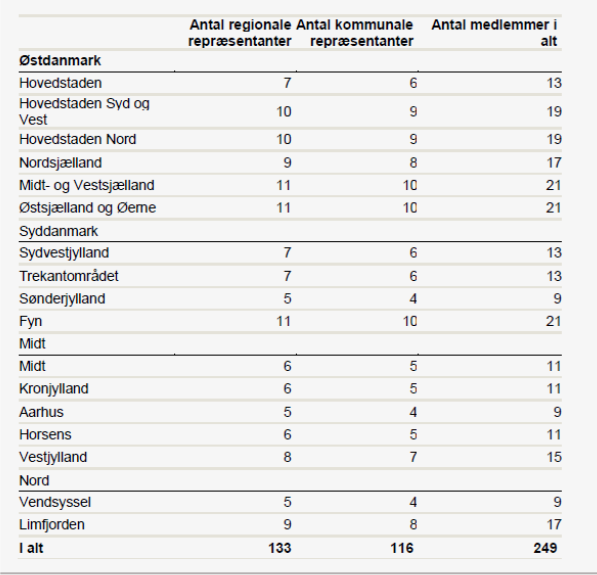 Antal regionale Antal kommunale Antal medlemmer i
repræsentanter repræsentanter alt
Østdanmark
Hovedstaden 7 6 13
Hovedstaden Syd og
Vest 10 9 19
Hovedstaden Nord 10 9 19
Nordsjælland 9 8 17
Midt- og Vestsjælland 11 10 21
Østsjælland og Øerne 11 10 21
Syddanmark
Sydvestjylland 7 6 13
Trekantområdet 7 6 13
Sønderjylland 5 4 9
Fyn 11 10 21
Midt
Midt 6 5 11
Kronjylland 6 5 11
Aarhus 5 4 9
Horsens 6 5 11
Vestjylland 8 7 15
Nord
Vendsyssel 5 4 9
Limfjorden 9 8 17
I alt 133 116 249